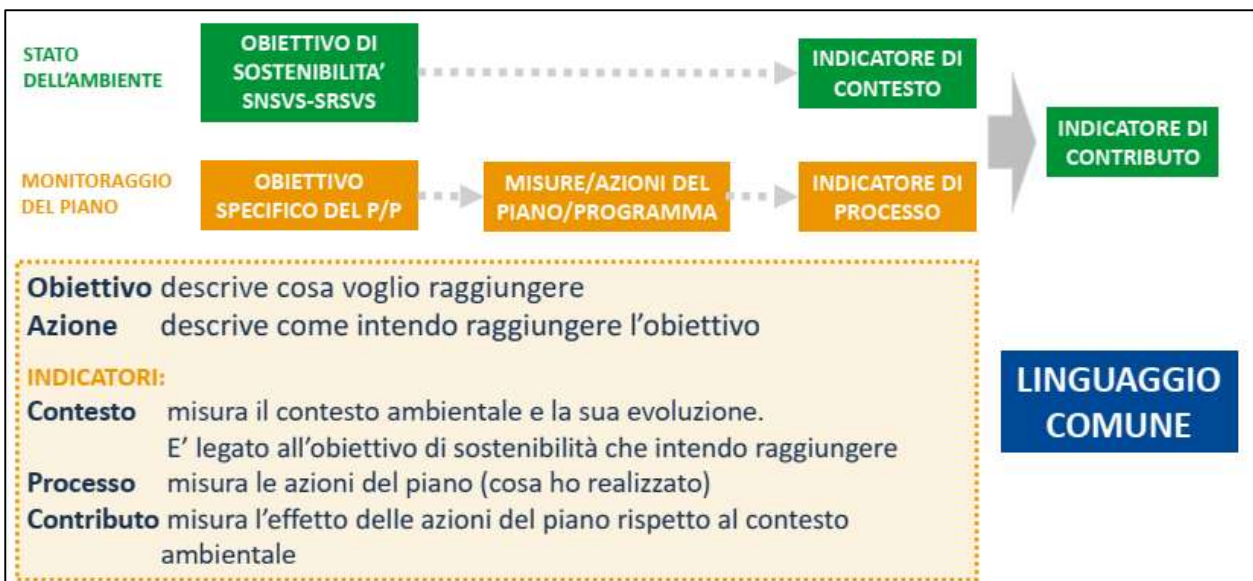 STATO
DELL'AMBIENTE
OBIETTIVO DI
SOSTENIBILITA'
SNSVS-SRSVS
INDICATORE DI
CONTESTO
INDICATORE DI
CONTRIBUTO
MONITORAGGIO
DEL PIANO
OBIETTIVO
SPECIFICO DEL P/P
MISURE/AZIONI DEL
PIANO/PROGRAMMA
INDICATORE DI
PROCESSO
Obiettivo descrive cosa voglio raggiungere
Azione descrive come intendo raggiungere l'obiettivo
INDICATORI:
Contesto misura il contesto ambientale e la sua evoluzione.
E' legato all'obiettivo di sostenibilità che intendo raggiungere
Processo misura le azioni del piano (cosa ho realizzato)
Contributo misura l'effetto delle azioni del piano rispetto al contesto
ambientale
LINGUAGGIO
COMUNE